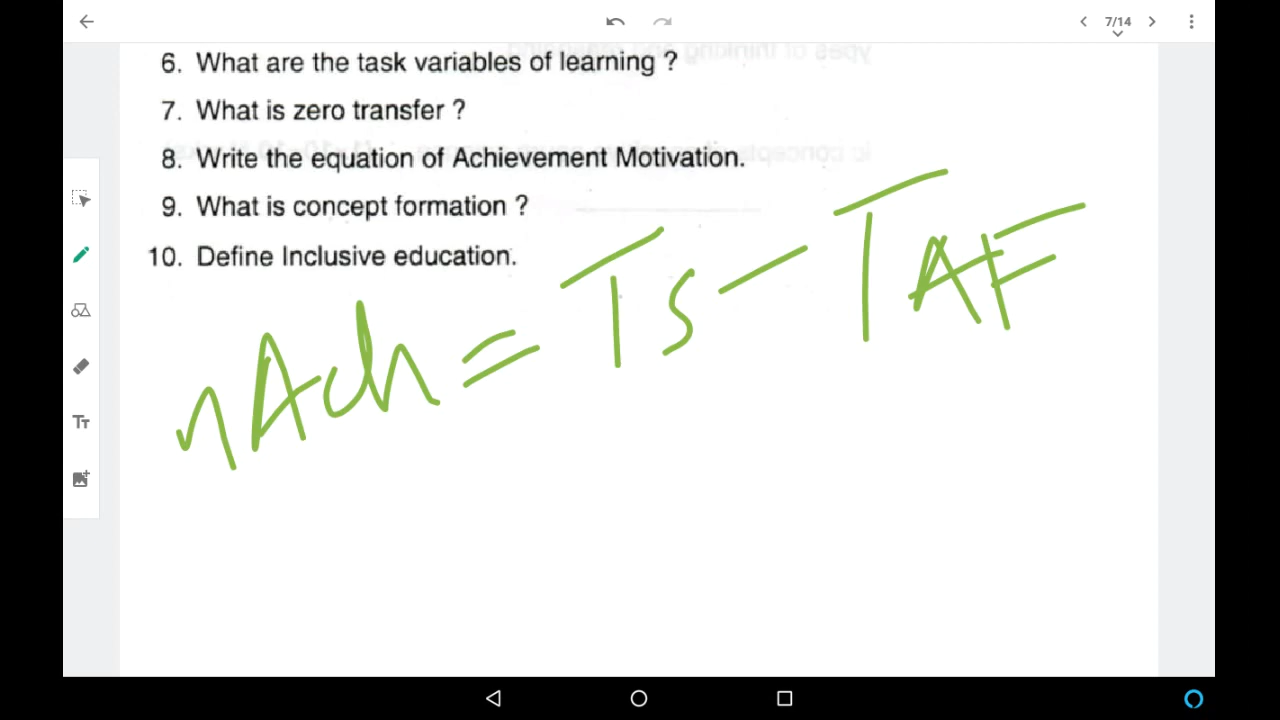 7/14
6. What are the task variables of learning ?
7. What is zero transfer ?
8. Write the equation of Achievement Motivation.
9. What is concept formation ?
10. Define Inclusive education.
nAch = Ts - TAF
Tт